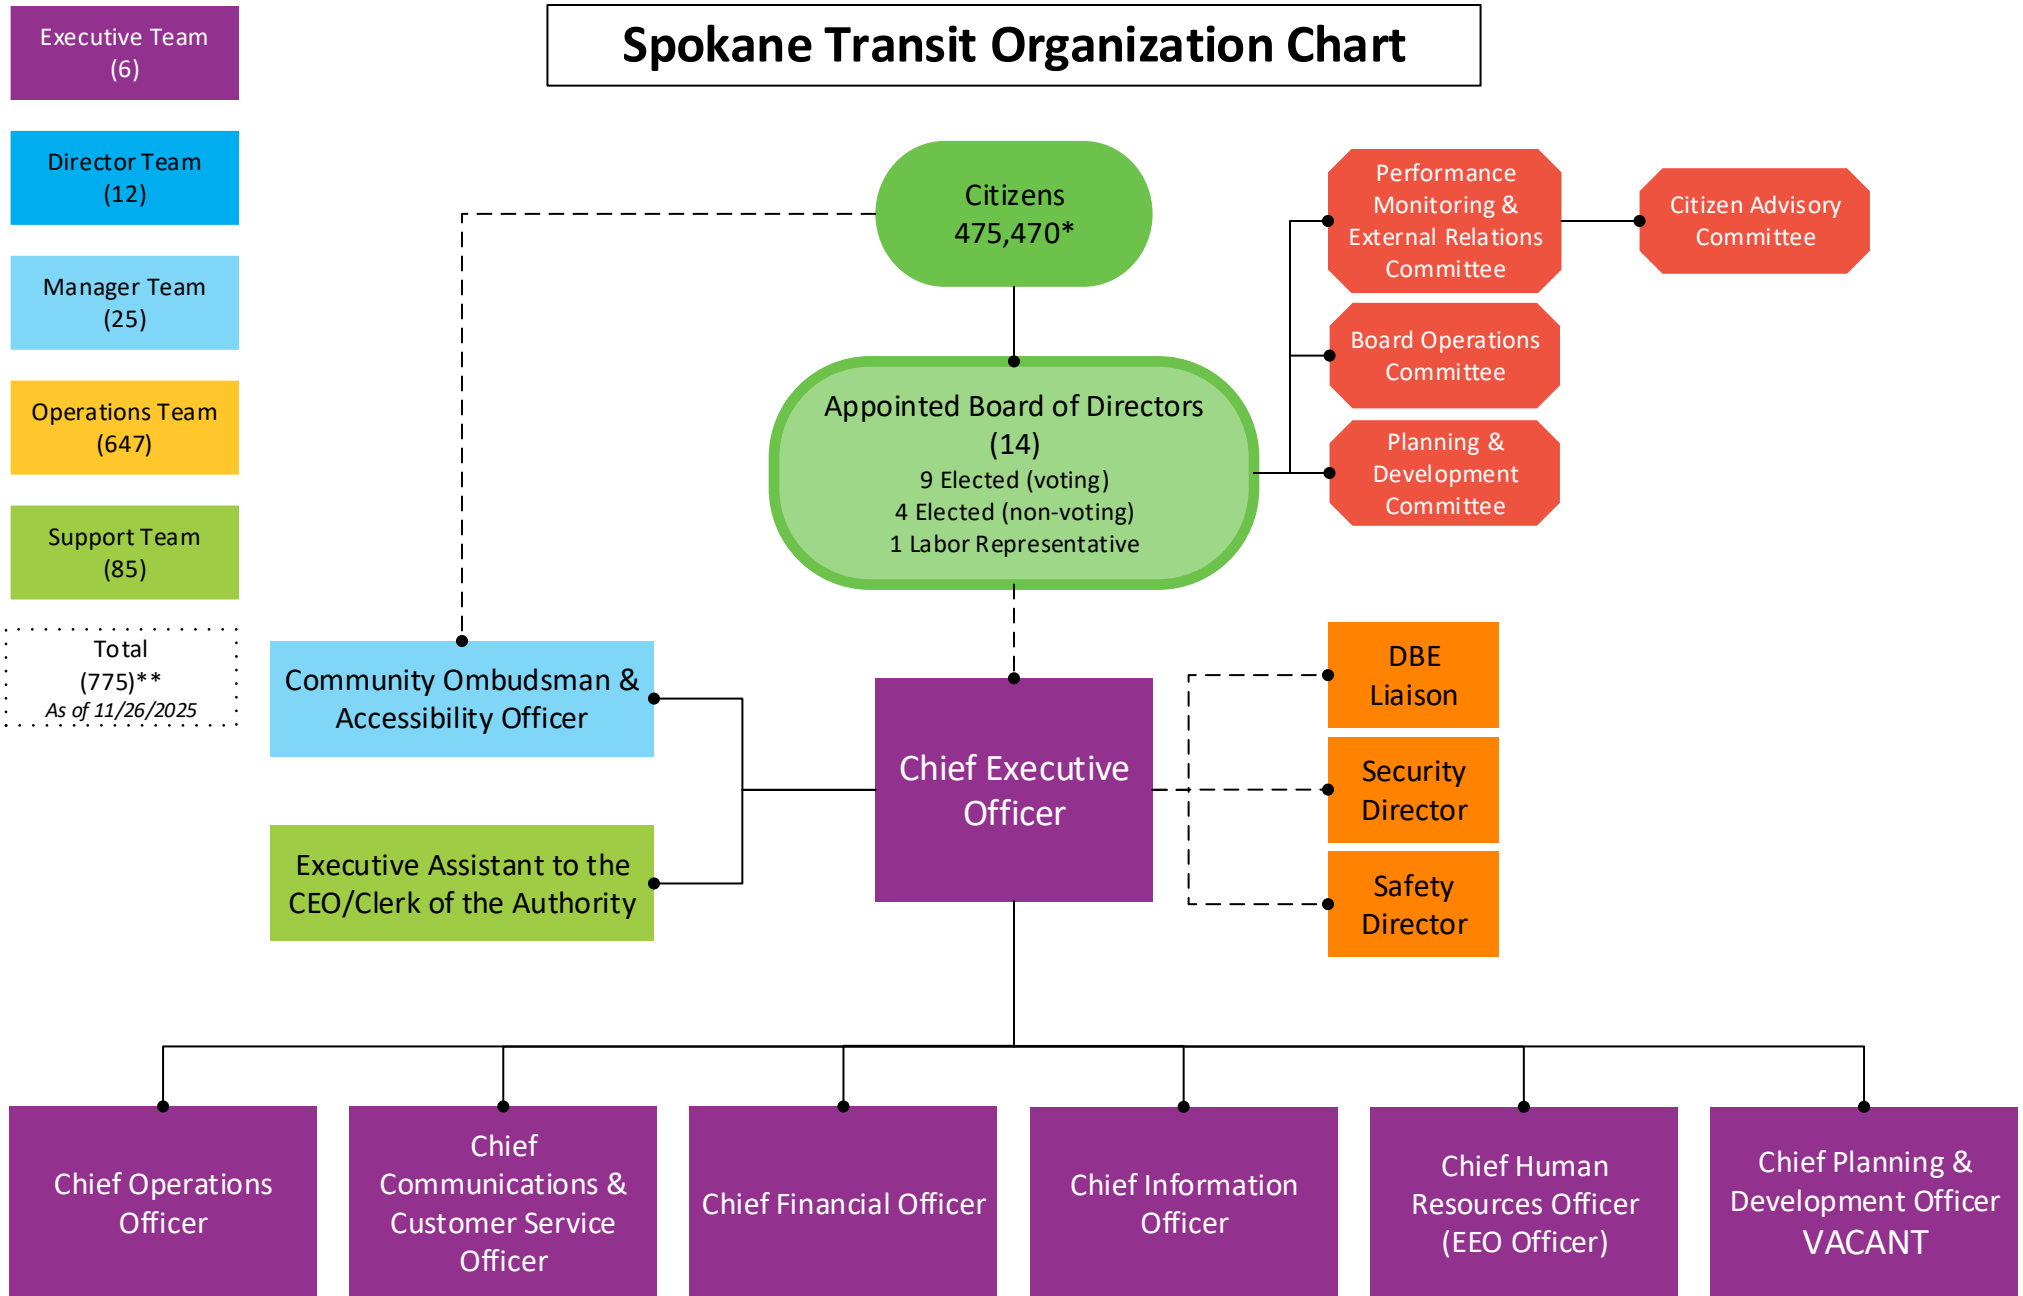 Spokane Transit Organization Chart
Executive Team
(6)
Director Team
(12)
Manager Team
(25)
Operations Team
(647)
Support Team
(85)
Total
(775)**
As of 11/26/2025
Citizens
475,470*
Appointed Board of Directors
(14)
9 Elected (voting)
4 Elected (non-voting)
1 Labor Representative
Performance
Monitoring &
External Relations
Committee
Citizen Advisory
Committee
Board Operations
Committee
Planning &
Development
Committee
Community Ombudsman &
Accessibility Officer
Executive Assistant to the
CEO/Clerk of the Authority
Chief Executive
Officer
DBE
Liaison
Security
Director
Safety
Director
Chief Operations
Officer
Chief
Communications &
Customer Service
Officer
Chief Financial Officer
Chief Information
Officer
Chief Human
Resources Officer
(EEO Officer)
Chief Planning &
Development Officer
VACANT